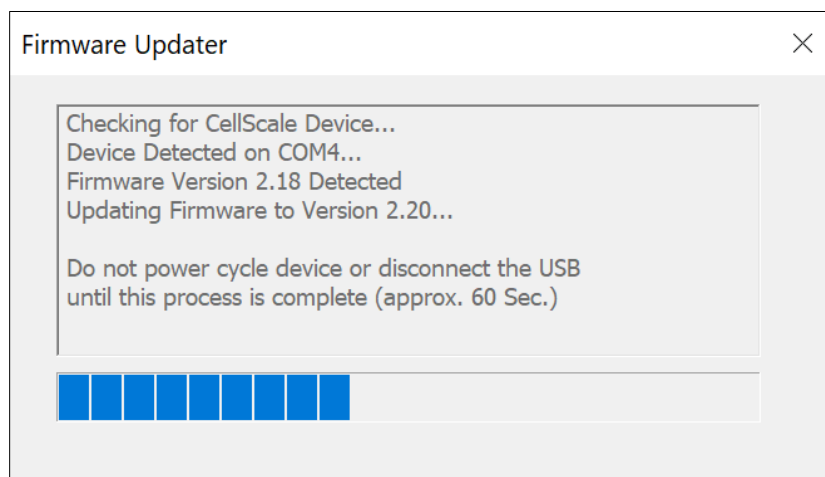 Firmware Updater
Checking for CellScale Device...
Device Detected on COM4...
Firmware Version 2.18 Detected
Updating Firmware to Version 2.20...
Do not power cycle device or disconnect the USB
until this process is complete (approx. 60 Sec.)